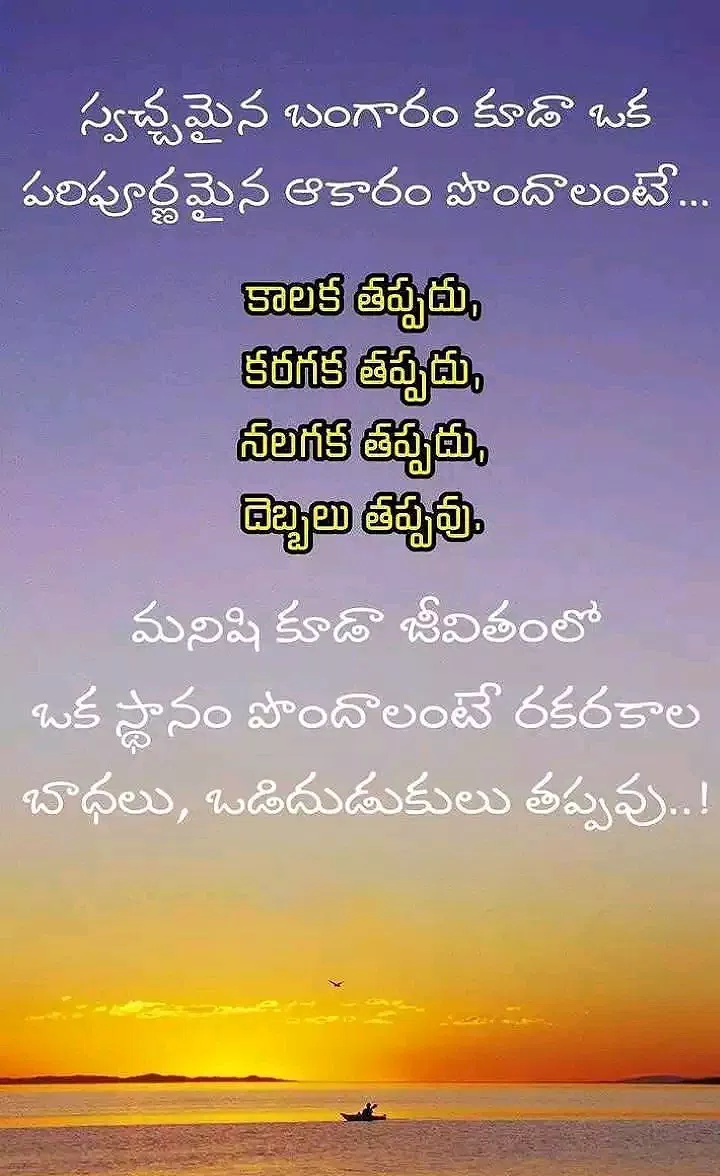 స్వచ్చమైన బంగారం కూడా ఒక
పరిపూర్ణమైన ఆకారం పొందాలంటే...
కాలక తప్పదు,
కరగక తప్పదు,
నలగక తప్పదు,
దెబ్బలు తప్పవు.
మనిషి కూడా జీవితంలో
ఒక స్థానం పొందాలంటే రకరకాల
బాధలు, ఒడిదుడుకులు తప్పవు..!